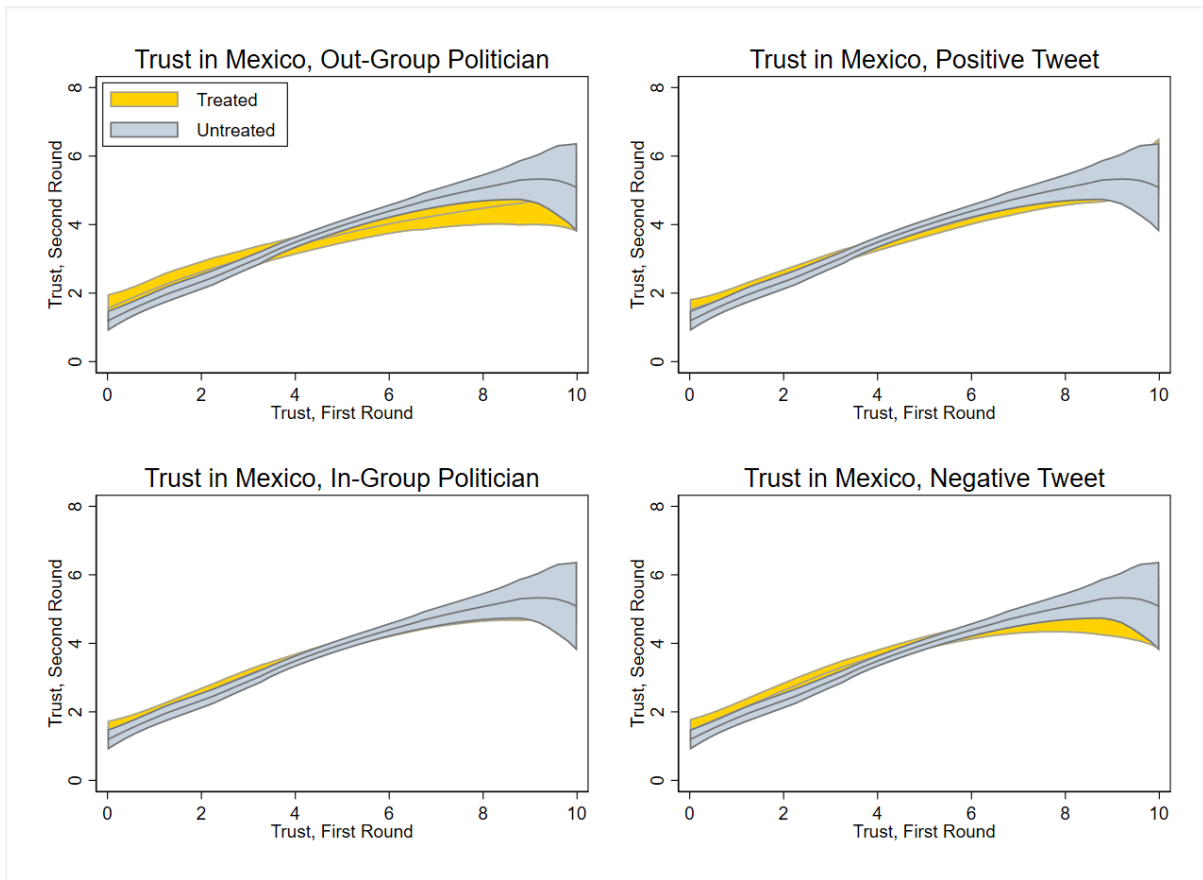 Trust in Mexico, Out-Group Politician
Trust, Second Round
8
6
4
2
0
Treated
Untreated
0 2 4 6 8 10
Trust, First Round
Trust in Mexico, Positive Tweet
Trust, Second Round
8
6
4
2
0
0 2 4 6 8 10
Trust, First Round
Trust in Mexico, In-Group Politician
Trust, Second Round
8
6
4
2
0
0 2 4 6 8 10
Trust, First Round
Trust in Mexico, Negative Tweet
Trust, Second Round
8
6
4
2
0
0 2 4 6 8 10
Trust, First Round